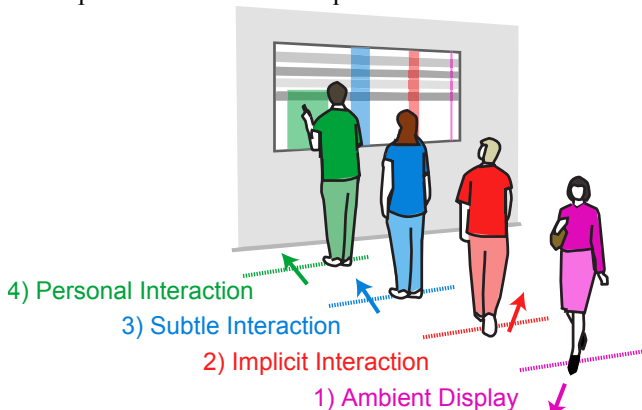 4) Personal Interaction
3) Subtle Interaction
2) Implicit Interaction
1) Ambient Display